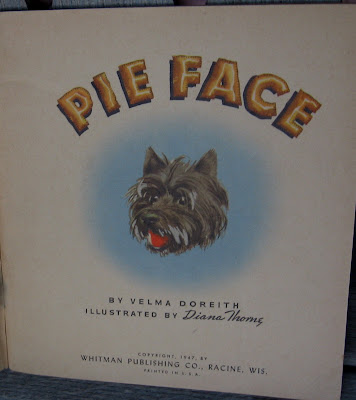 PIE FACE
BY VELMA DOREITH
ILLUSTRATED BY Diana Thorne
COPYRIGHT, 1947, BY
WHITMAN PUBLISHING CO., RACINE, WIS.
PRINTED IN U.S.A.